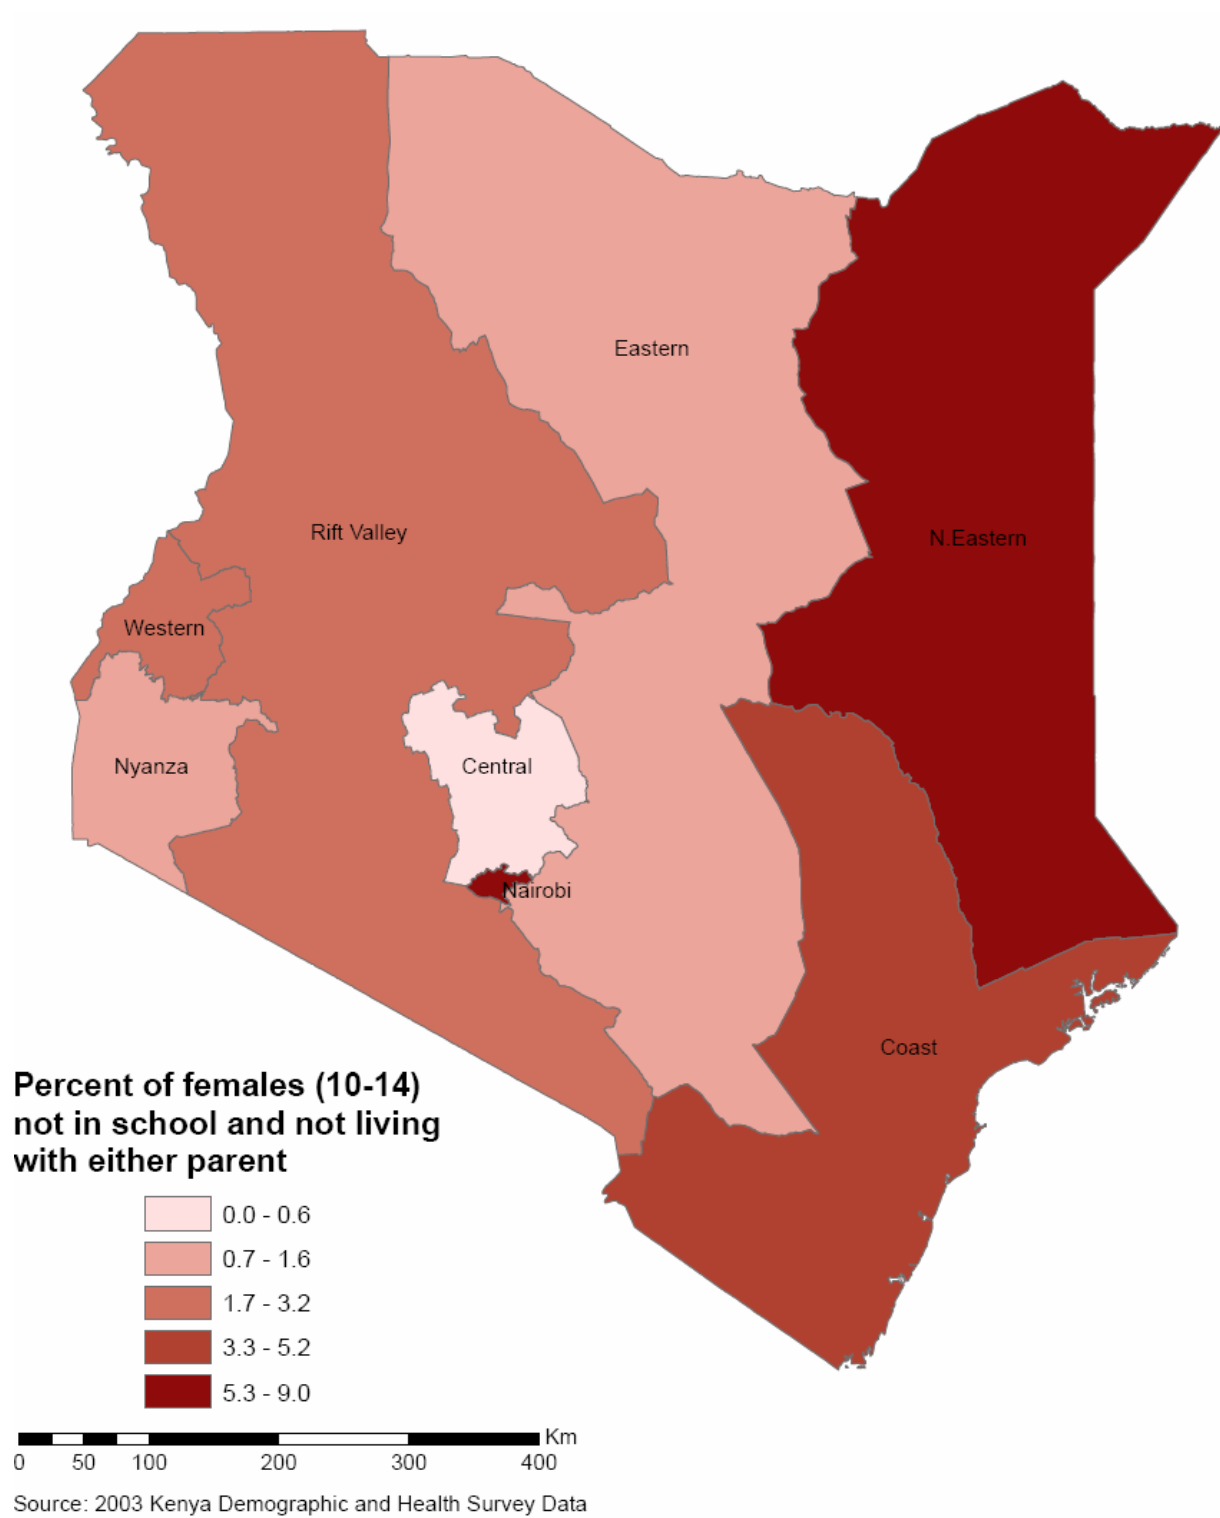 Eastern
Rift Valley
N.Eastern
Western
Nyanza
Central
Nairobi
Coast
Percent of females (10-14)
not in school and not living
with either parent
0.0 - 0.6
0.7 - 1.6
1.7 - 3.2
3.3 - 5.2
5.3 - 9.0
Km
0 50 100 200 300 400
Source: 2003 Kenya Demographic and Health Survey Data